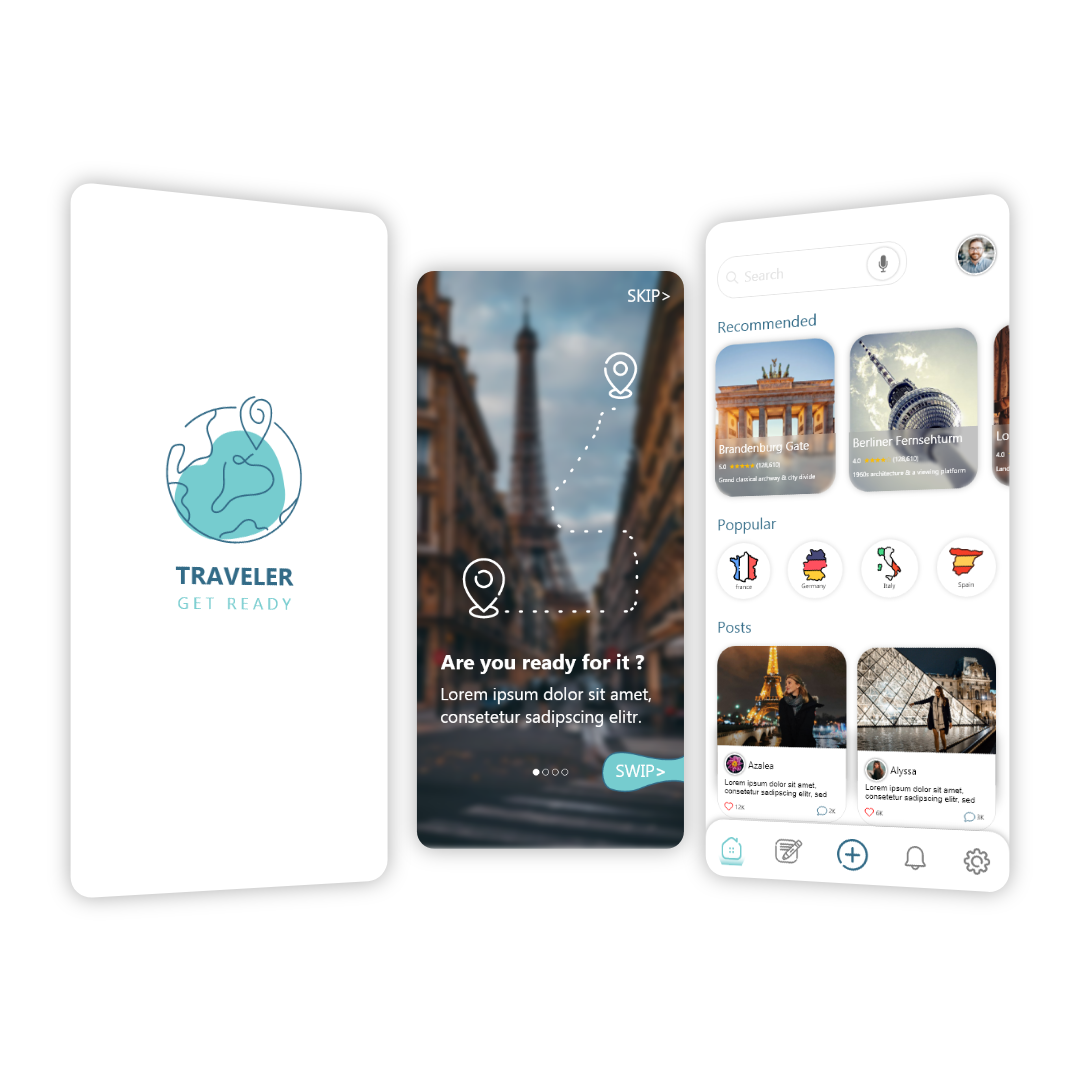 TRAVELER
GET READY
SKIP>
Are you ready for it ?
Lorem ipsum dolor sit amet,
consetetur sadipscing elitr.
SWIP>
Search
Recommended
Brandenburg Gate
5.0 ★★★★★(128,610)
Grand classical archway & city divide
Berliner Fernsehturm
4.0 ★★★★★(128,610)
1960s architecture & a viewing platform
Lo
4.0
Land
Poppular
france
Germany
Italy
Spain
Posts
Azalea
Lorem ipsum dolor sit amet,
consetetur sadipscing elitr, sed
12K
2K
Alyssa
Lorem ipsum dolor sit amet,
consetetur sadipscing elitr, sed
6K
3K